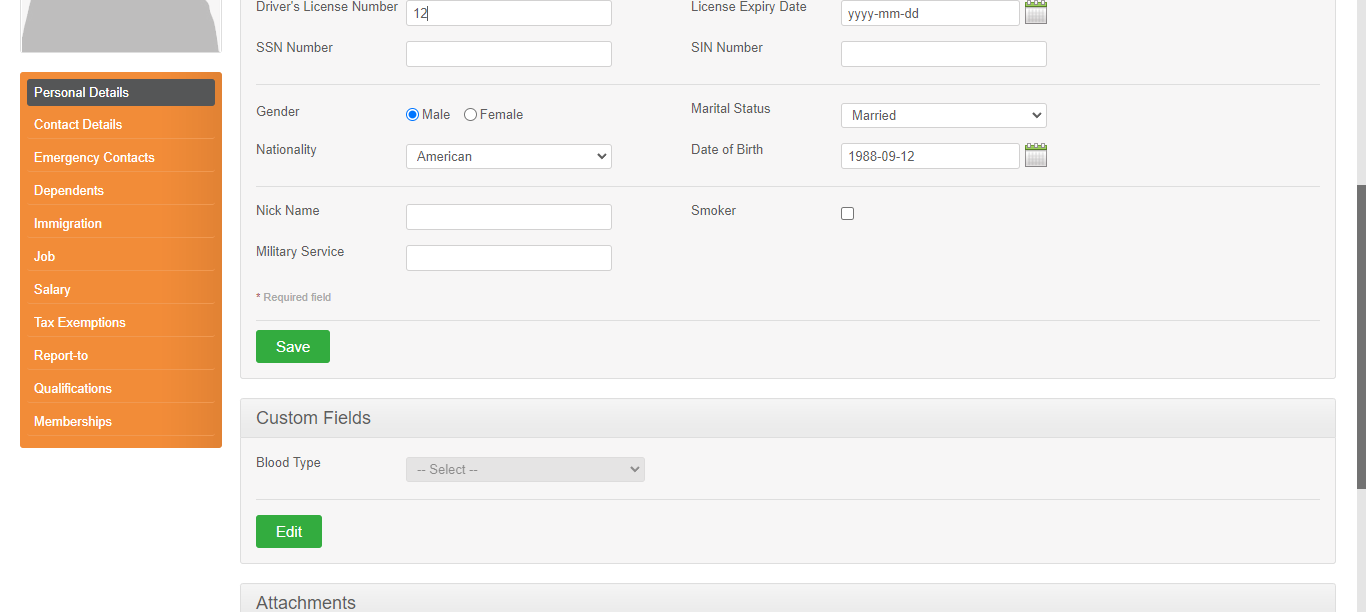 Driver's License Number 12 License Expiry Date yyyy-mm-dd
SSN Number SIN Number
Personal Details
Contact Details
Emergency Contacts
Dependents
Immigration
Job
Salary
Tax Exemptions
Report-to
Qualifications
Memberships
Gender Male Female Marital Status Married
Nationality American Date of Birth 1988-09-12
Nick Name Smoker
Military Service
* Required field
Save
Custom Fields
Blood Type -- Select --
Edit
Attachments